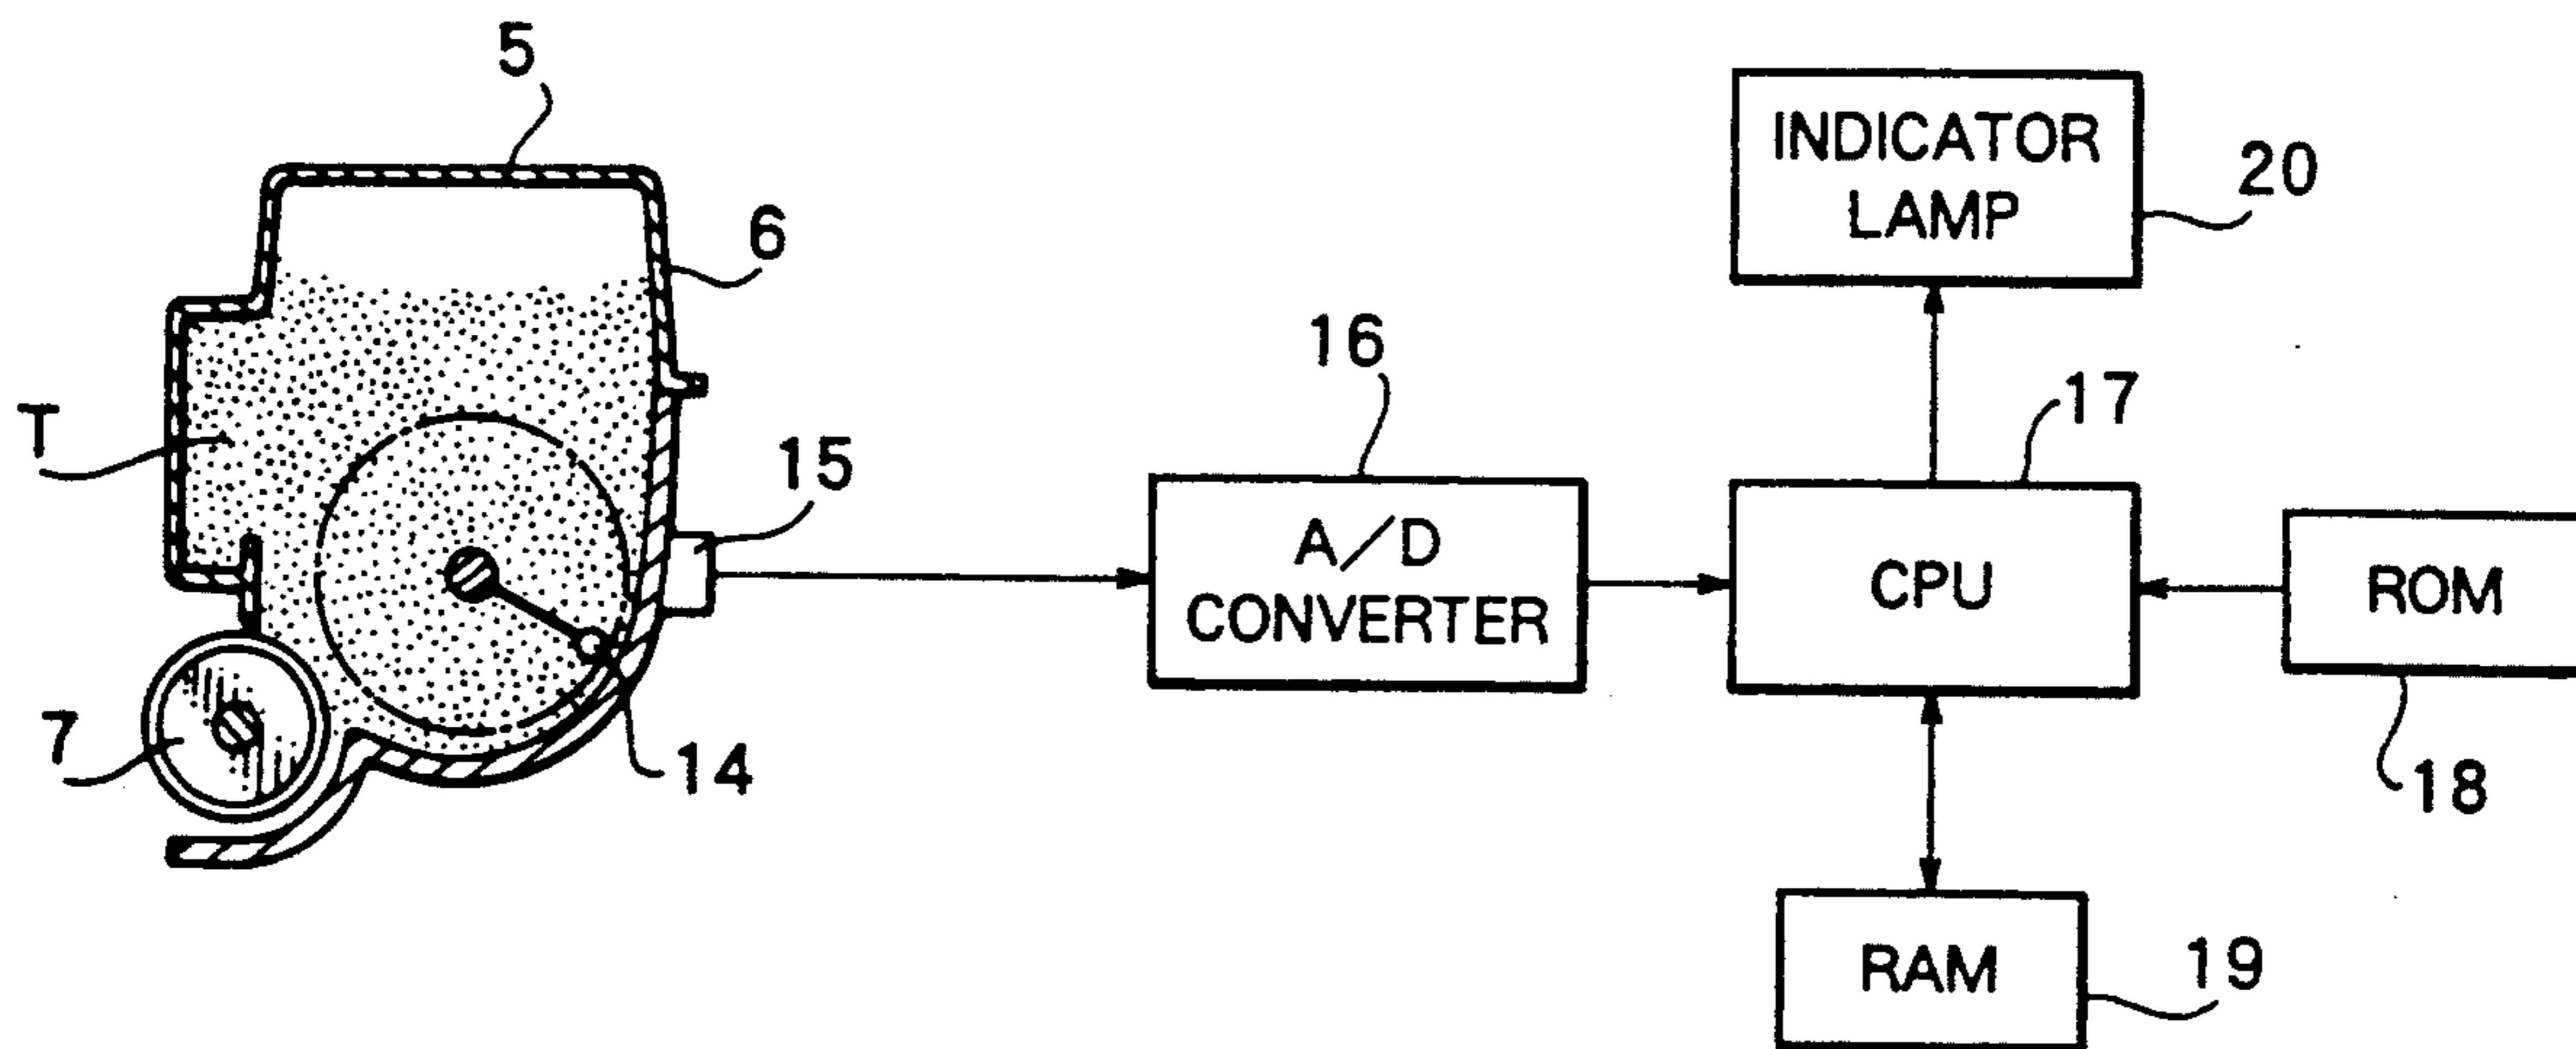 5
6
T
15
7
14
16
A/D
CONVERTER
INDICATOR
LAMP
20
17
CPU
ROM
18
RAM
19